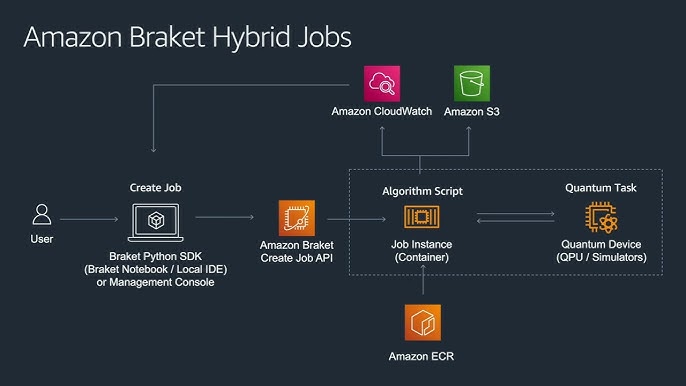 Amazon Braket Hybrid Jobs
Amazon CloudWatch
Amazon S3
Create Job
Algorithm Script
Quantum Task
User
Braket Python SDK
(Braket Notebook / Local IDE)
or Management Console
Amazon Braket
Create Job API
Job Instance
(Container)
Quantum Device
(QPU / Simulators)
Amazon ECR